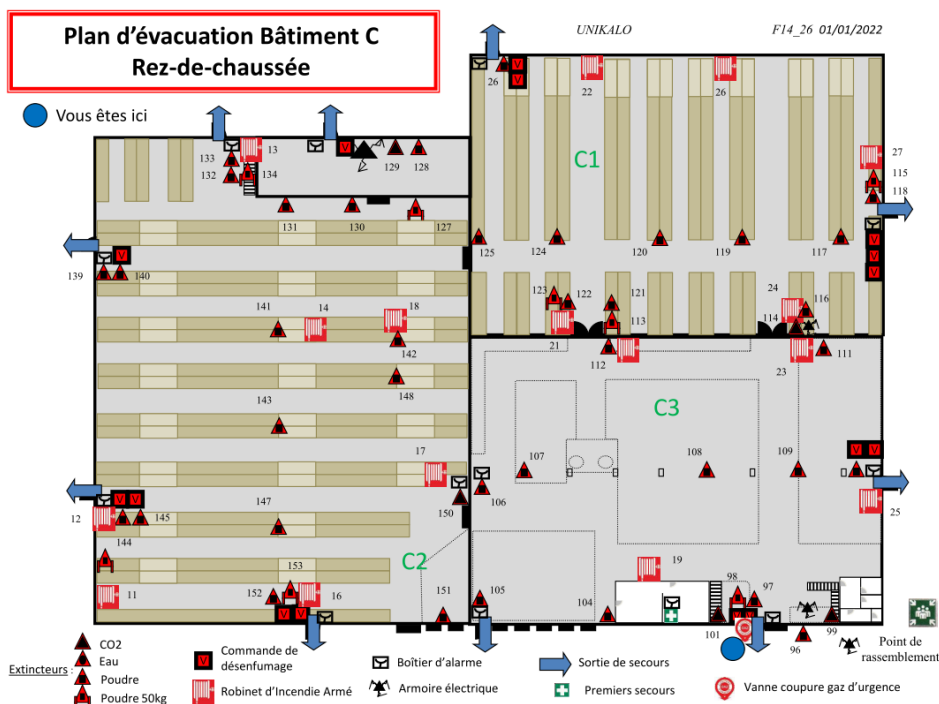 Plan d'évacuation Bâtiment C
Rez-de-chaussée
UNIKALO
F14_26 01/01/2022
Vous êtes ici
26
22
26
13
133
132
134
129
128
C1
27
115
118
131
130
127
125
124
120
119
117
139
140
141
14
18
142
123
122
121
113
24
116
114
21
112
23
111
148
143
C3
17
107
108
109
150
106
25
12
145
144
147
C2
19
153
152
16
11
151
105
104
98
97
101
96
99
Extincteurs :
CO2
Eau
Poudre
Poudre 50kg
V
Commande de
désenfumage
Robinet d'Incendie Armé
Boîtier d'alarme
Armoire électrique
Sortie de secours
Premiers secours
Vanne coupure gaz d'urgence
Point de
rassemblement